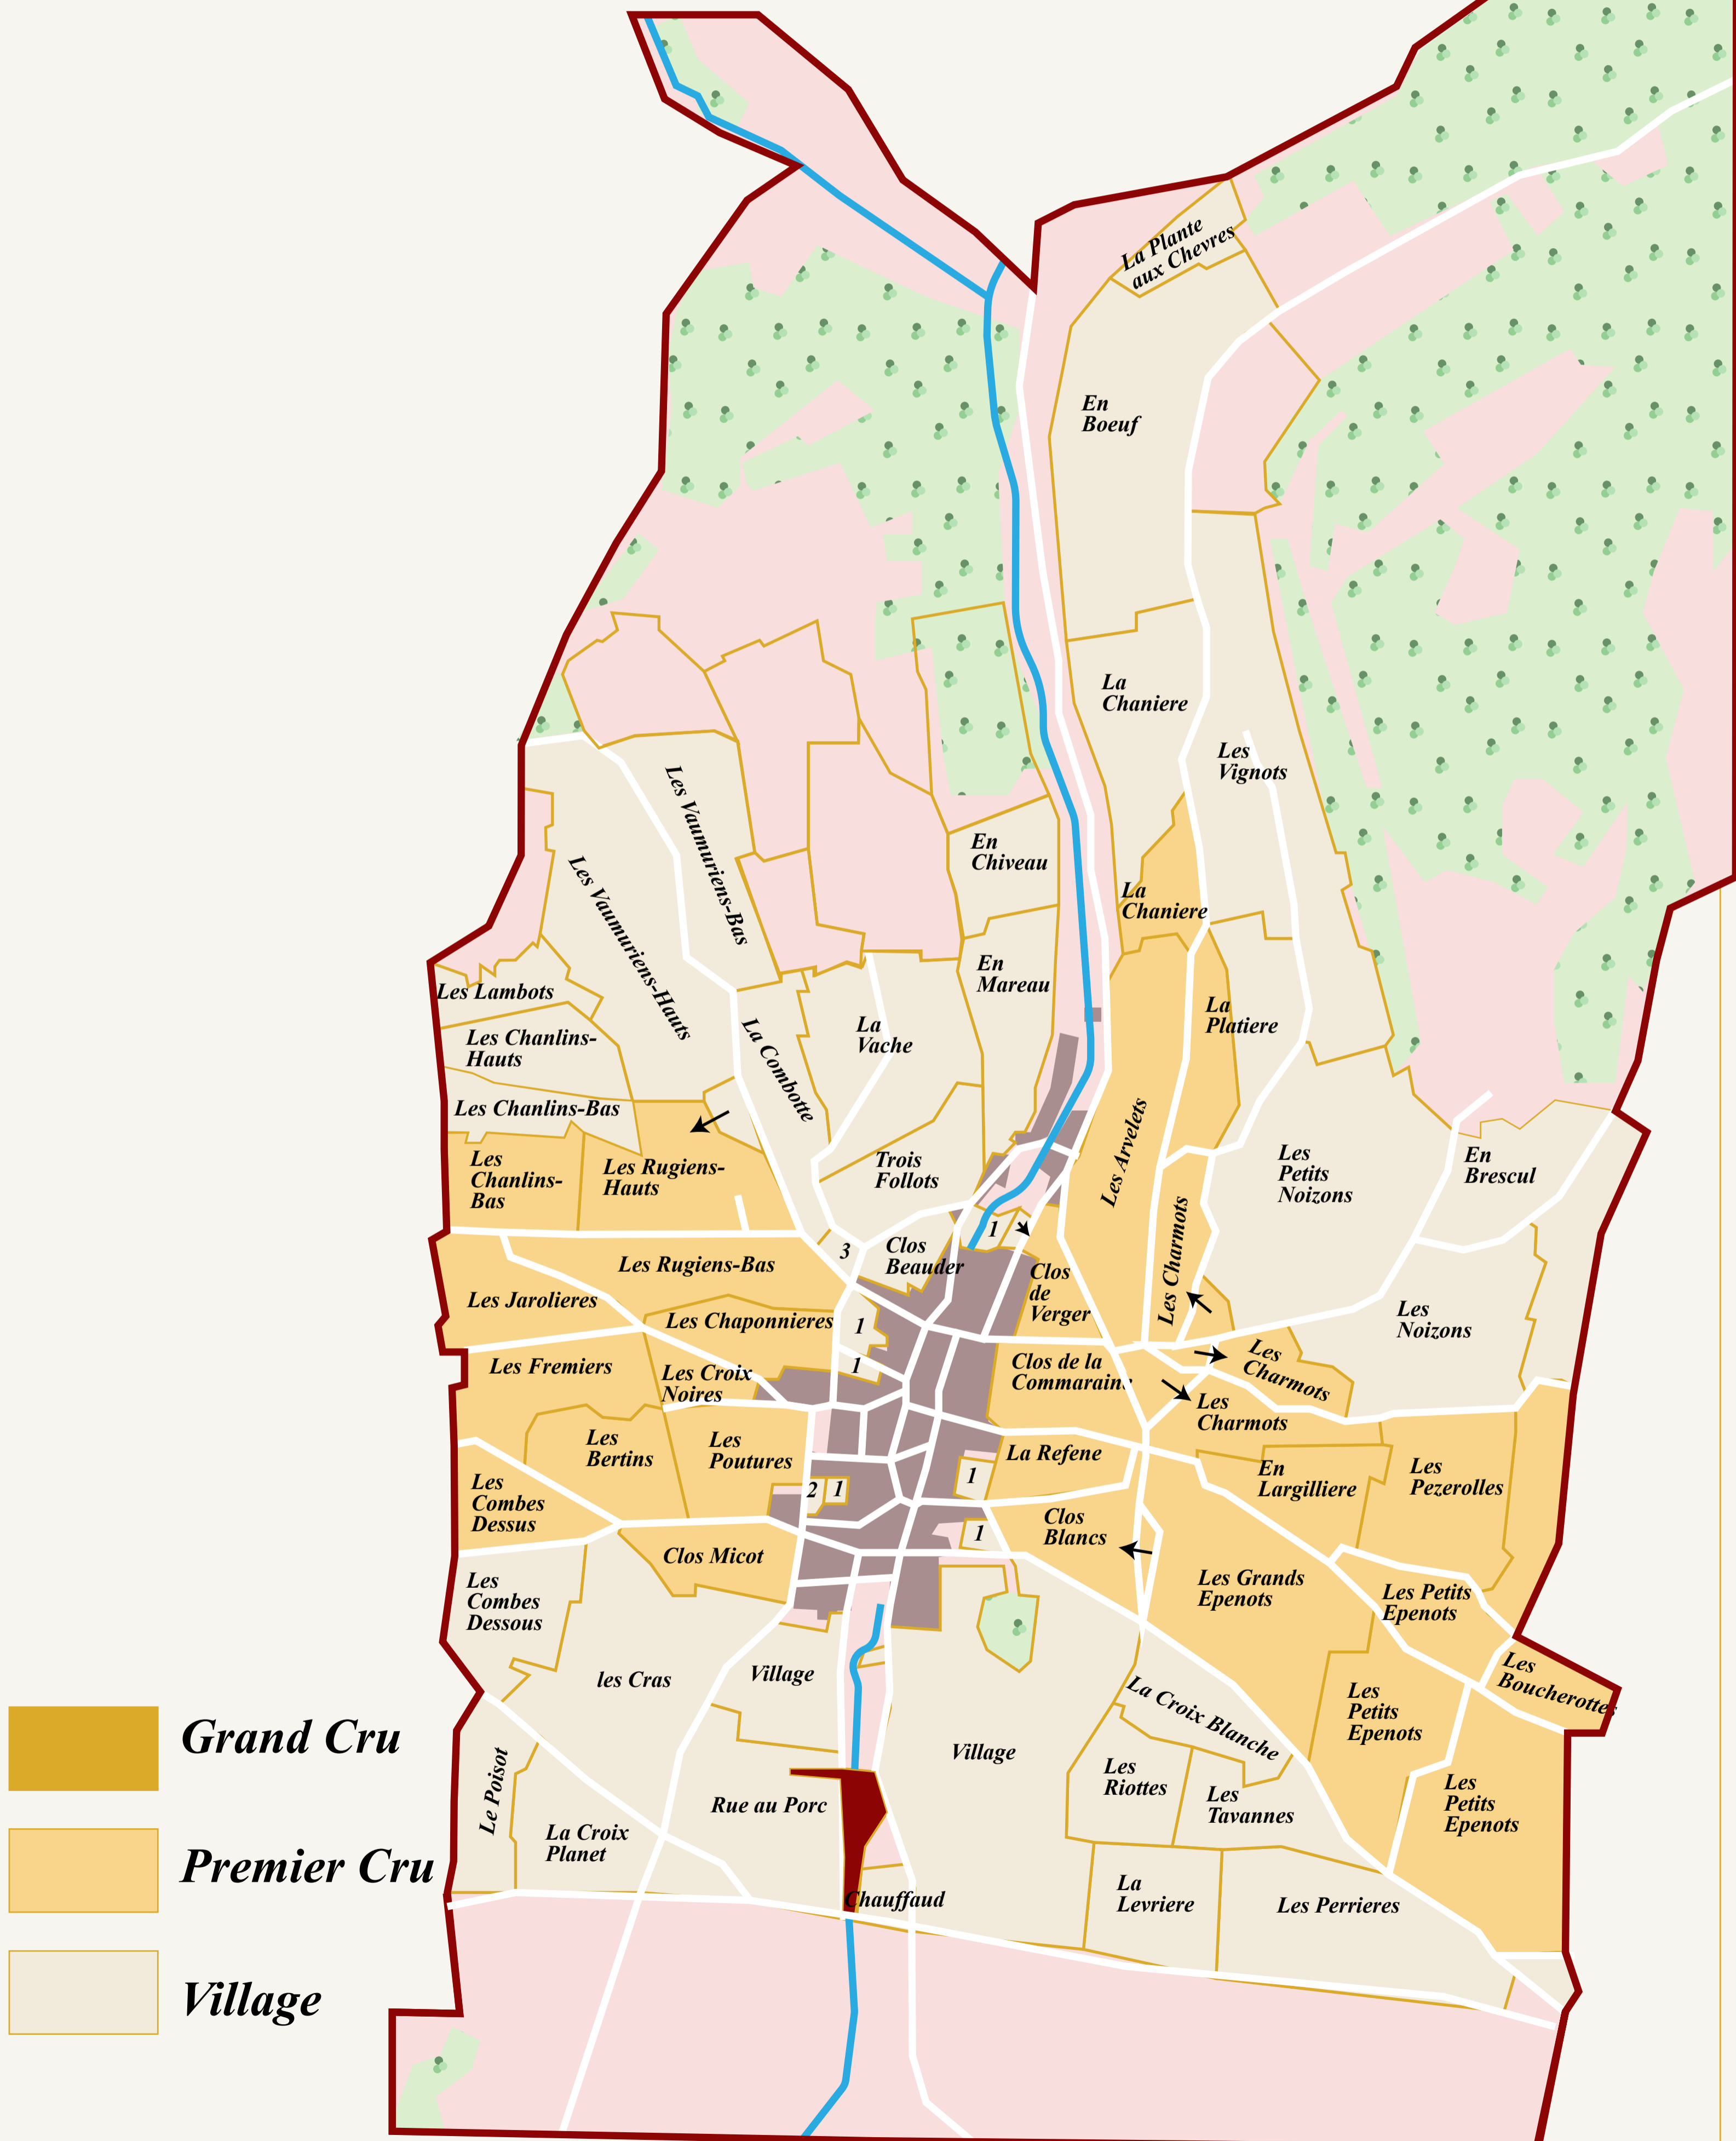 La Plante
aux Chevres
En
Boeuf
La
Chaniere
Les
Vignots
Les Vaumuriens-Bas
Les Vaumuriens-Hauts
En
Chiveau
La
Chaniere
En
Mareau
Les Lambots
La
Platiere
Les Chanlins-
Hauts
La
Vache
La Combotte
Les Chanlins-Bas
Les Arvelets
Les
Chanlins-
Bas
Les Rugiens-
Hauts
Trois
Follots
Les
Petits
Noizons
En
Brescul
1
3
Clos
Beauder
Les Charmots
Les Rugiens-Bas
Clos
de
Verger
Les Jarolieres
Les Chaponnieres
1
Les
Noizons
Les Fremiers
Les Croix
Noires
1
Clos de la
Commaraine
Les
Charmots
Les
Charmots
Les
Bertins
Les
Poutures
La Refene
En
Largilliere
Les
Pezerolles
Les
Combes
Dessus
2
1
1
1
Clos
Blancs
Clos Micot
Les
Combes
Dessous
Les Grands
Epenots
Les Petits
Epenots
les Cras
Village
Les
Boucherottes
La Croix Blanche
Les
Petits
Epenots
Village
Les
Riottes
Les
Tavannes
Les
Petits
Epenots
Le Poisot
Rue au Porc
La Croix
Planet
Chauffaud
La
Levriere
Les Perrieres
Grand Cru
Premier Cru
Village